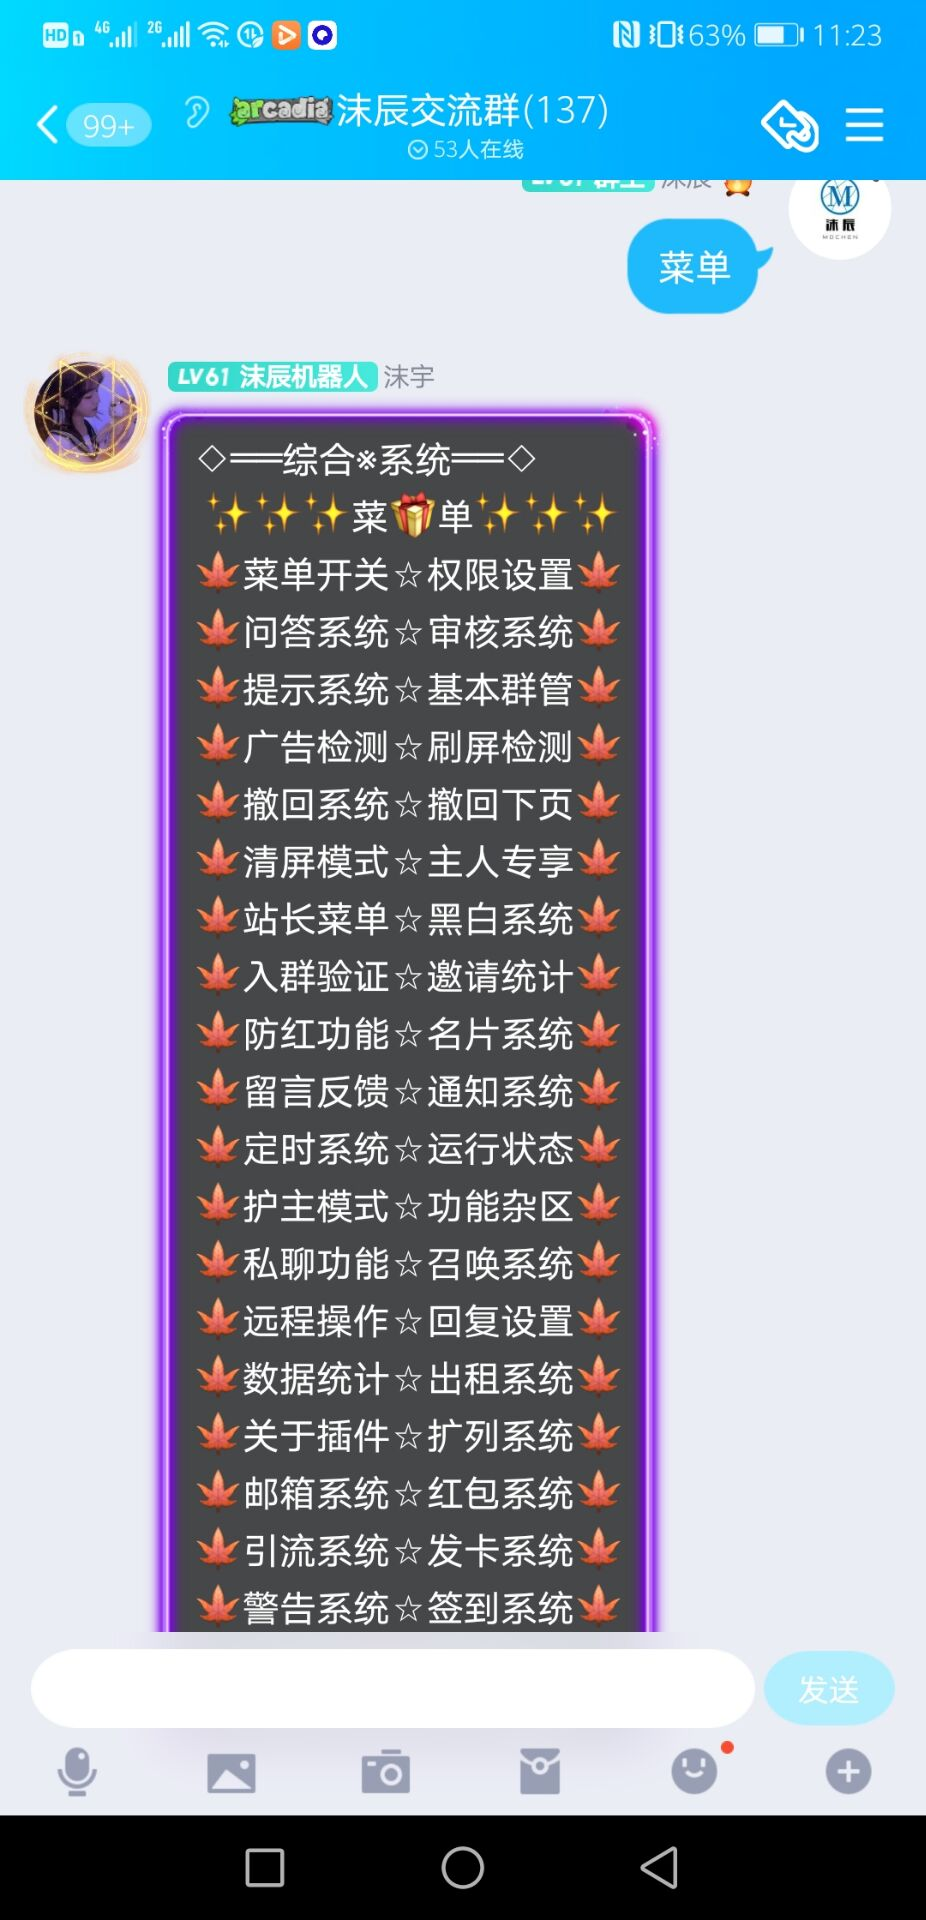 HD 1 4G 2G 63% 11:23
99+ arcadia 沫辰交流群(137)
53人在线
LV61 群主 沫辰
M
沫辰
MOCHEN
菜单
LV61 沫辰机器人 沫宇
◇═══综合※系统═══◇
✨✨✨菜🎁单✨✨✨
🍁菜单开关☆权限设置🍁
🍁问答系统☆审核系统🍁
🍁提示系统☆基本群管🍁
🍁广告检测☆刷屏检测🍁
🍁撤回系统☆撤回下页🍁
🍁清屏模式☆主人专享🍁
🍁站长菜单☆黑白系统🍁
🍁入群验证☆邀请统计🍁
🍁防红功能☆名片系统🍁
🍁留言反馈☆通知系统🍁
🍁定时系统☆运行状态🍁
🍁护主模式☆功能杂区🍁
🍁私聊功能☆召唤系统🍁
🍁远程操作☆回复设置🍁
🍁数据统计☆出租系统🍁
🍁关于插件☆扩列系统🍁
🍁邮箱系统☆红包系统🍁
🍁引流系统☆发卡系统🍁
🍁警告系统☆签到系统🍁
发送